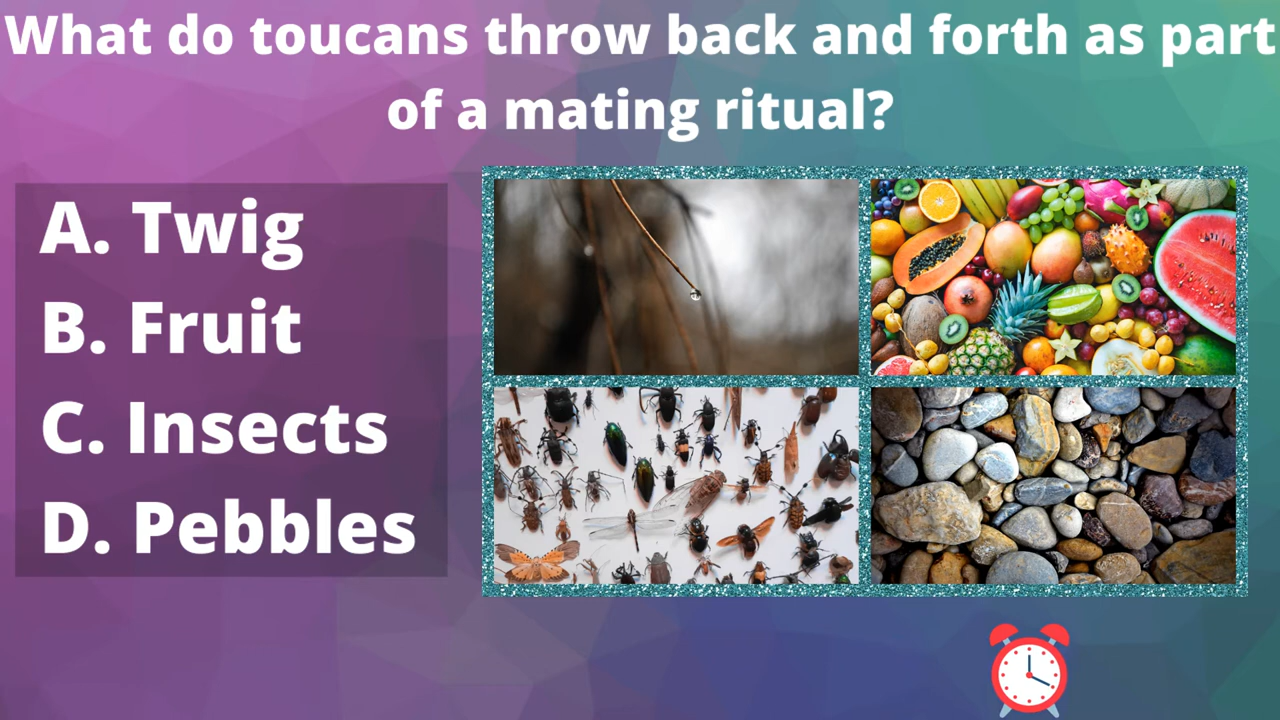 What do toucans throw back and forth as part
of a mating ritual?
A. Twig
B. Fruit
C. Insects
D. Pebbles